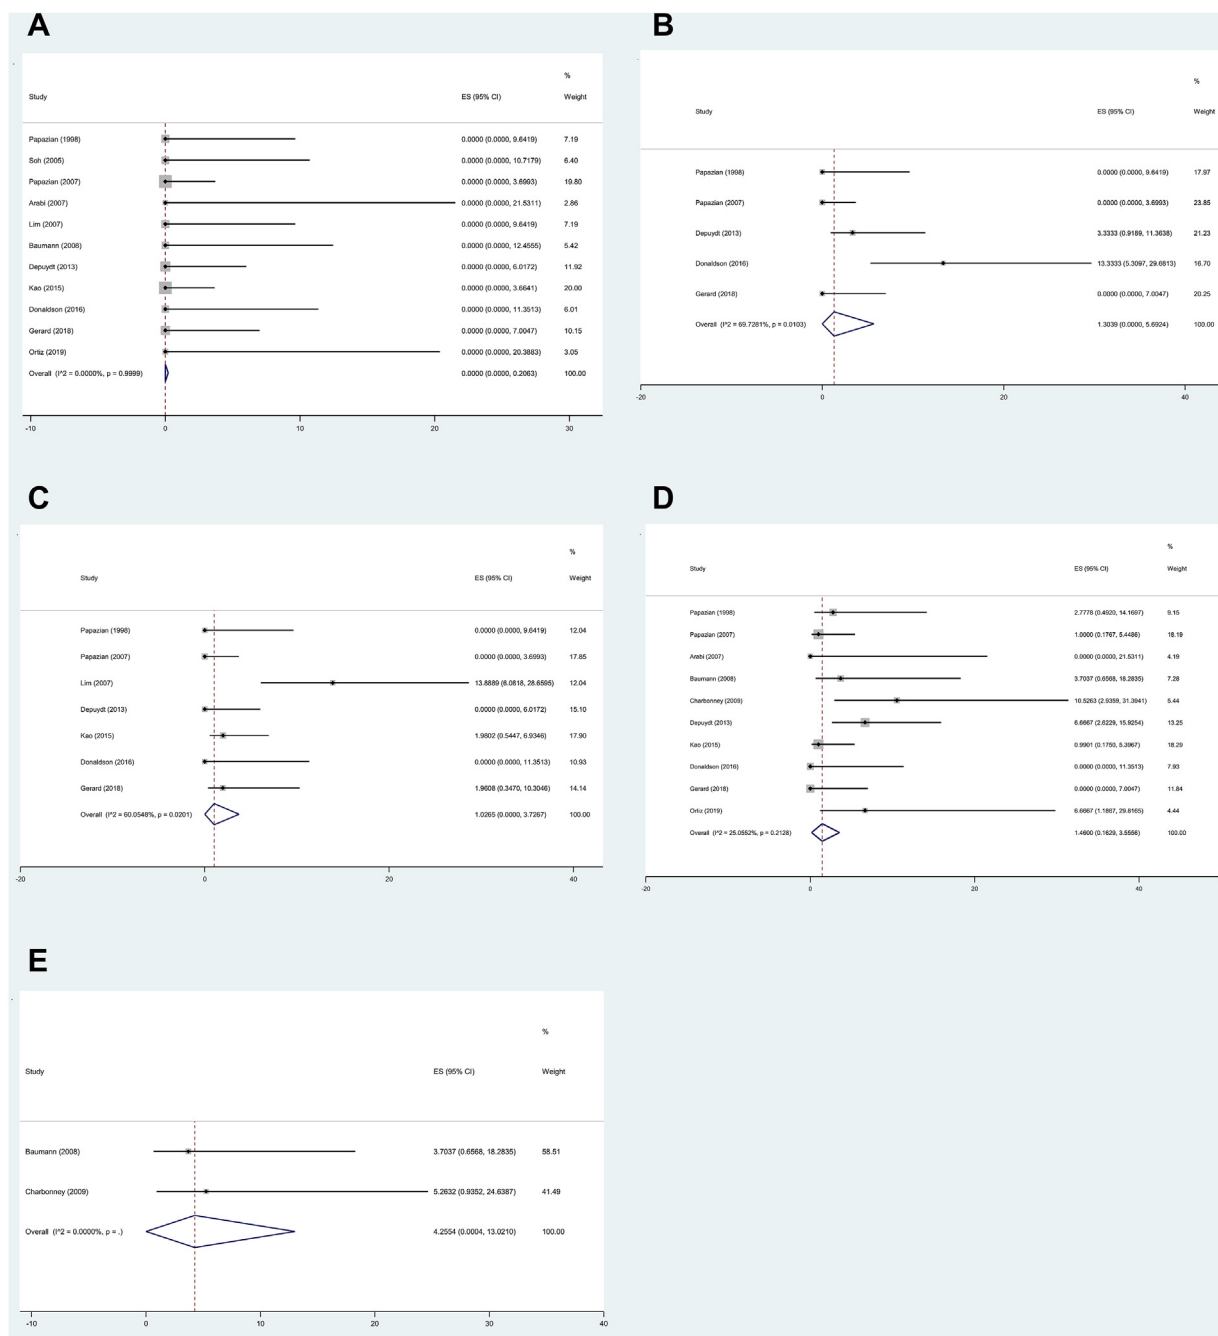 A
%
Study ES (95% CI) Weight
Papazian (1998) 0.0000 (0.0000, 9.6419) 7.19
Soh (2005) 0.0000 (0.0000, 10.7179) 6.40
Papazian (2007) 0.0000 (0.0000, 3.6993) 19.80
Arabi (2007) 0.0000 (0.0000, 21.5311) 2.86
Lim (2007) 0.0000 (0.0000, 9.6419) 7.19
Baumann (2008) 0.0000 (0.0000, 12.4555) 5.42
Depuydt (2013) 0.0000 (0.0000, 6.0172) 11.92
Kao (2015) 0.0000 (0.0000, 3.6641) 20.00
Donaldson (2016) 0.0000 (0.0000, 11.3513) 6.01
Gerard (2018) 0.0000 (0.0000, 7.0047) 10.15
Ortiz (2019) 0.0000 (0.0000, 20.3883) 3.05
Overall (I^2 = 0.0000%, p = 0.9999) 0.0000 (0.0000, 0.2063) 100.00
-10 0 10 20 30
B
%
Study ES (95% CI) Weight
Papazian (1998) 0.0000 (0.0000, 9.6419) 17.97
Papazian (2007) 0.0000 (0.0000, 3.6993) 23.85
Depuydt (2013) 3.3333 (0.9189, 11.3638) 21.23
Donaldson (2016) 13.3333 (5.3097, 29.6813) 16.70
Gerard (2018) 0.0000 (0.0000, 7.0047) 20.25
Overall (I^2 = 69.7281%, p = 0.0103) 1.3039 (0.0000, 5.6924) 100.00
-20 0 20 40
C
%
Study ES (95% CI) Weight
Papazian (1998) 0.0000 (0.0000, 9.6419) 12.04
Papazian (2007) 0.0000 (0.0000, 3.6993) 17.85
Lim (2007) 13.8889 (6.0818, 28.6595) 12.04
Depuydt (2013) 0.0000 (0.0000, 6.0172) 15.10
Kao (2015) 1.9802 (0.5447, 6.9346) 17.90
Donaldson (2016) 0.0000 (0.0000, 11.3513) 10.93
Gerard (2018) 1.9608 (0.3470, 10.3046) 14.14
Overall (I^2 = 60.0548%, p = 0.0201) 1.0265 (0.0000, 3.7267) 100.00
-20 0 20 40
D
%
Study ES (95% CI) Weight
Papazian (1998) 2.7778 (0.4920, 14.1697) 9.15
Papazian (2007) 1.0000 (0.1767, 5.4486) 18.19
Arabi (2007) 0.0000 (0.0000, 21.5311) 4.19
Baumann (2008) 3.7037 (0.6568, 18.2835) 7.28
Charbonney (2009) 10.5263 (2.9359, 31.3941) 5.44
Depuydt (2013) 6.6667 (2.6229, 15.9254) 13.25
Kao (2015) 0.9901 (0.1750, 5.3967) 18.29
Donaldson (2016) 0.0000 (0.0000, 11.3513) 7.93
Gerard (2018) 0.0000 (0.0000, 7.0047) 11.84
Ortiz (2019) 6.6667 (1.1867, 29.8165) 4.44
Overall (I^2 = 25.0552%, p = 0.2128) 1.4600 (0.1629, 3.5556) 100.00
-20 0 20 40
E
%
Study ES (95% CI) Weight
Baumann (2008) 3.7037 (0.6568, 18.2835) 58.51
Charbonney (2009) 5.2632 (0.9352, 24.6387) 41.49
Overall (I^2 = 0.0000%, p = .) 4.2554 (0.0004, 13.0210) 100.00
-10 0 10 20 30 40